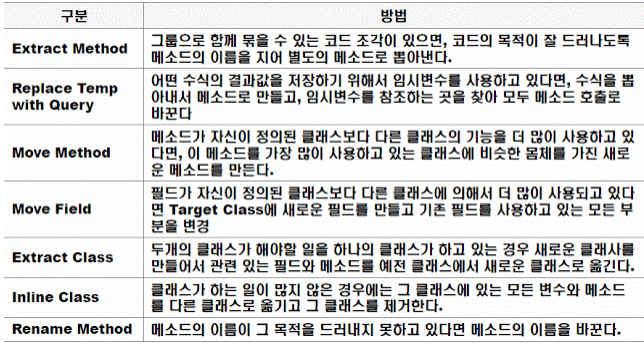 구분
방법
Extract Method
그룹으로 함께 묶을 수 있는 코드 조각이 있으면, 코드의 목적이 잘 드러나도록
메소드의 이름을 지어 별도의 메소드로 뽑아낸다.
Replace Temp
with Query
어떤 수식의 결과값을 저장하기 위해서 임시변수를 사용하고 있다면, 수식을 뽑
아내서 메소드로 만들고, 임시변수를 참조하는 곳을 찾아 모두 메소드 호출로
바꾼다
Move Method
메소드가 자신이 정의된 클래스보다 다른 클래스의 기능을 더 많이 사용하고 있
다면, 이 메소드를 가장 많이 사용하고 있는 클래스에 비슷한 몸체를 가진 새로
운 메소드를 만든다.
Move Field
필드가 자신이 정의된 클래스보다 다른 클래스에 의해서 더 많이 사용되고 있다
면 Target Class에 새로운 필드를 만들고 기존 필드를 사용하고 있는 모든 부
분을 변경
Extract Class
두개의 클래스가 해야할 일을 하나의 클래스가 하고 있는 경우 새로운 클래사를
만들어서 관련 있는 필드와 메소드를 예전 클래스에서 새로운 클래스로 옮긴다.
Inline Class
클래스가 하는 일이 많지 않은 경우에는 그 클래스에 있는 모든 변수와 메소드
를 다른 클래스로 옮기고 그 클래스를 제거한다.
Rename Method
메소드의 이름이 그 목적을 드러내지 못하고 있다면 메소드의 이름을 바꾼다.